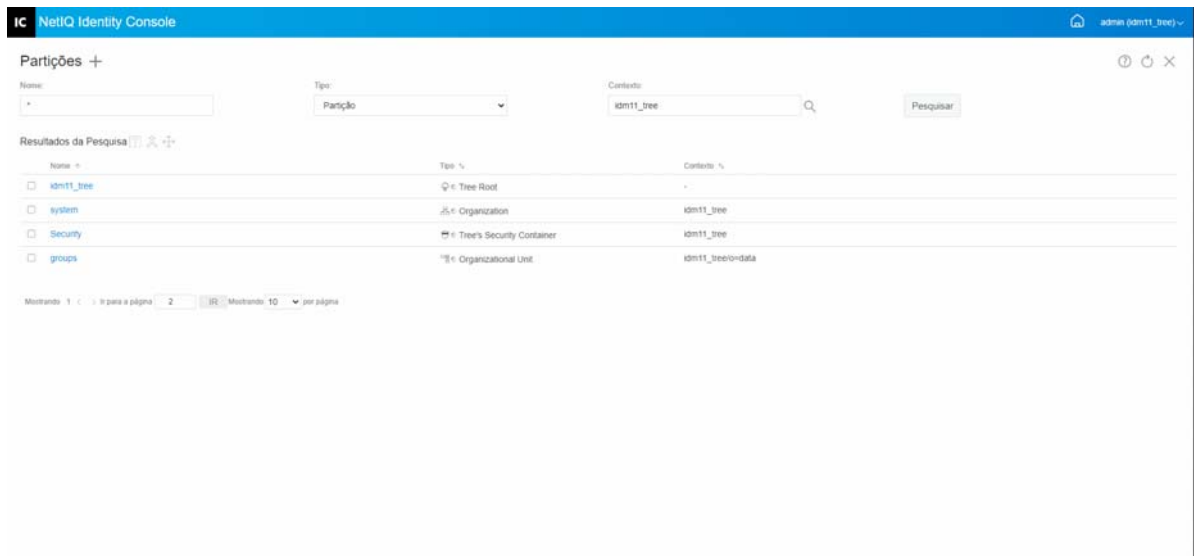 IC NetIQ Identity Console admin (idm11_tree)
Partições +
Nome: Tipo: Contexto:
* Partição idm11_tree Pesquisar
Resultados da Pesquisa
Nome Tipo Contexto
idm11_tree Tree Root -
system Organization idm11_tree
Security Tree's Security Container idm11_tree
groups Organizational Unit idm11_tree/o=data
Mostrando 1 < > Ir para a página 2 IR Mostrando 10 por página